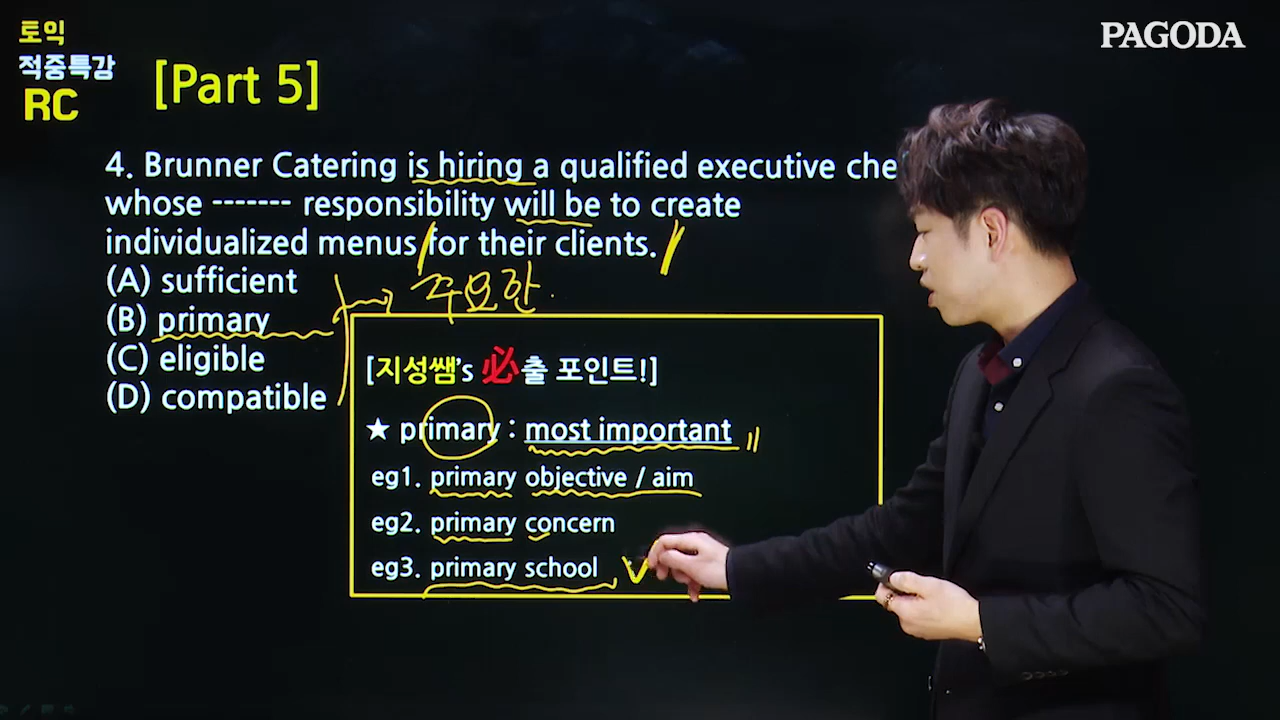 토익
적중특강
RC
[Part 5]
PAGODA
4. Brunner Catering is hiring a qualified executive che
whose ------- responsibility will be to create
individualized menus for their clients.
(A) sufficient
(B) primary
(C) eligible
(D) compatible
주요한
[지성쌤's 必출 포인트!]
★ primary : most important
eg1. primary objective / aim
eg2. primary concern
eg3. primary school